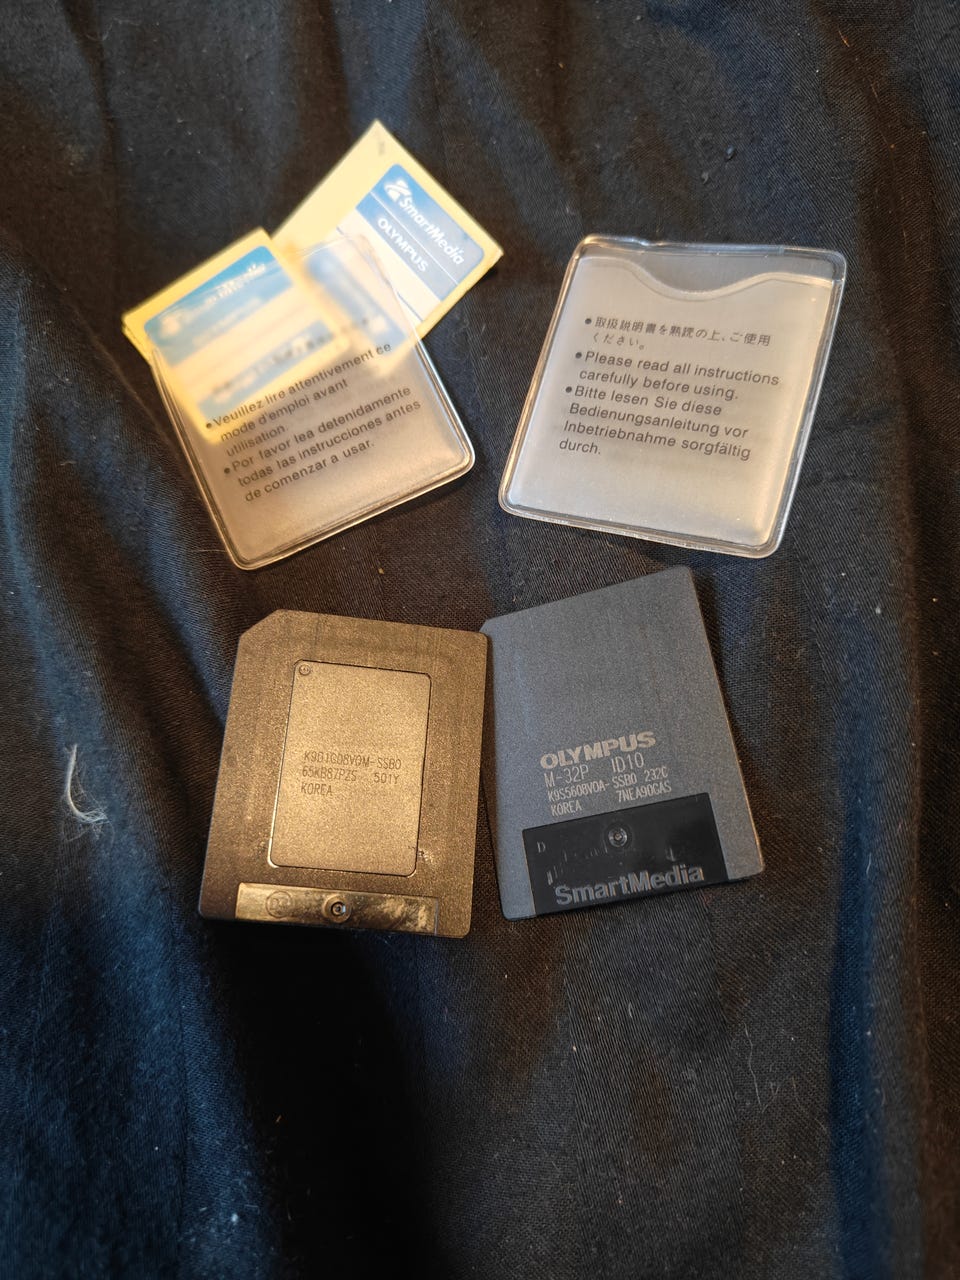 SmartMedia
OLYMPUS
• Veuillez lire attentivement ce
mode d'emploi avant
utilisation.
• Por favor lea detenidamente
todas las instrucciones antes
de comenzar a usar.
• 取扱説明書を熟読の上、ご使用
ください。
• Please read all instructions
carefully before using.
• Bitte lesen Sie diese
Bedienungsanleitung vor
Inbetriebnahme sorgfältig
durch.
K9D1G08V0M-SSB0
65KB87PZS 501Y
KOREA
OLYMPUS
M-32P ID10
K9S5608V0A-SSB0 232C
KOREA 7NEA90CAS
D
SmartMedia